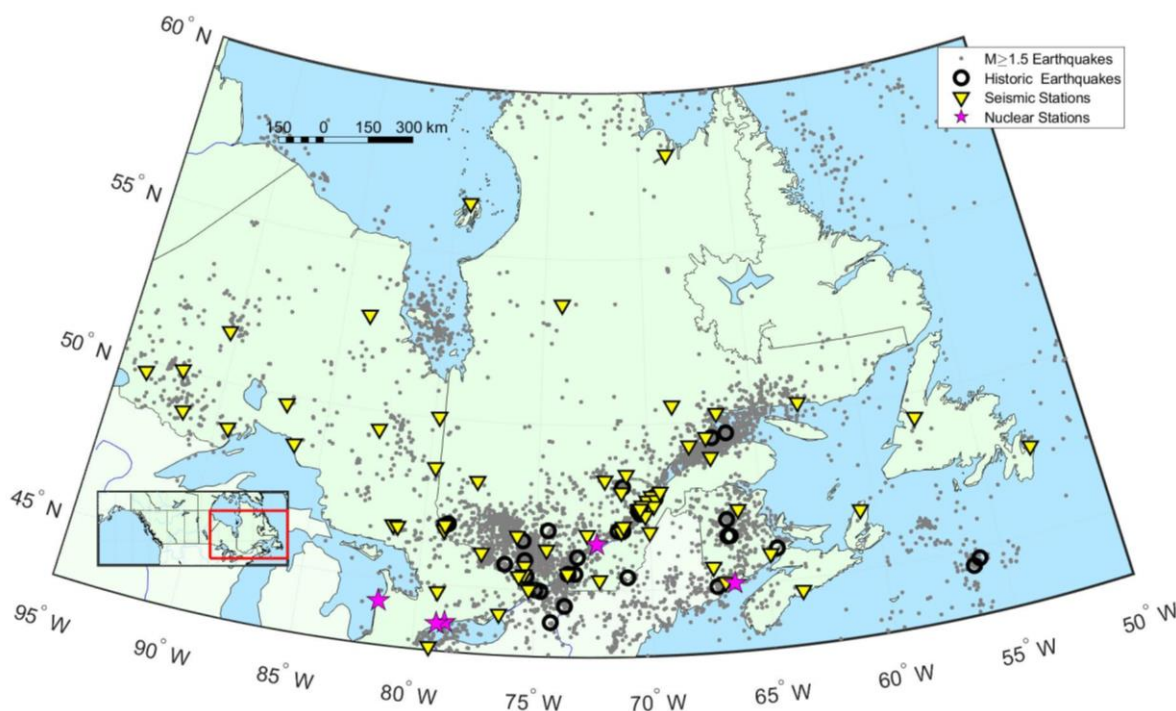 60° N
M≥1.5 Earthquakes
Historic Earthquakes
Seismic Stations
Nuclear Stations
150 0 150 300 km
55° N
50° N
45° N
95° W
90° W
85° W
80° W
75° W
70° W
65° W
60° W
55° W
50° W